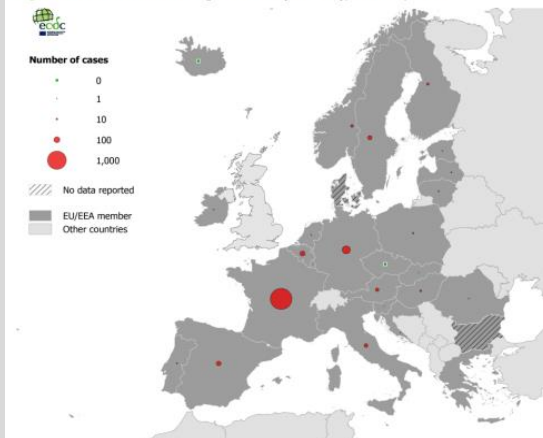 ecdc
Number of cases
0
1
10
100
1,000
No data reported
EU/EEA member
Other countries